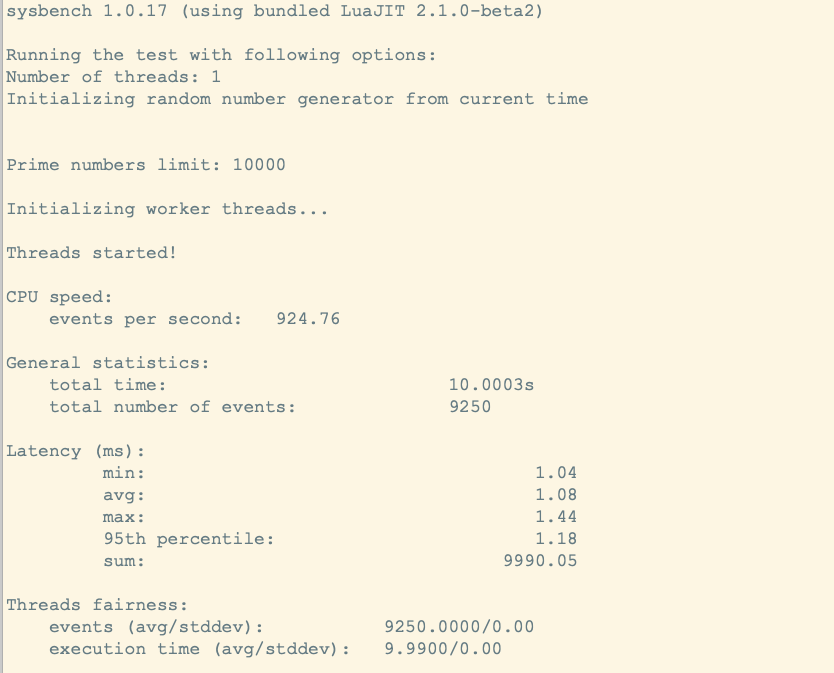 sysbench 1.0.17 (using bundled LuaJIT 2.1.0-beta2)
Running the test with following options:
Number of threads: 1
Initializing random number generator from current time
Prime numbers limit: 10000
Initializing worker threads...
Threads started!
CPU speed:
events per second: 924.76
General statistics:
total time: 10.0003s
total number of events: 9250
Latency (ms):
min: 1.04
avg: 1.08
max: 1.44
95th percentile: 1.18
sum: 9990.05
Threads fairness:
events (avg/stddev): 9250.0000/0.00
execution time (avg/stddev): 9.9900/0.00